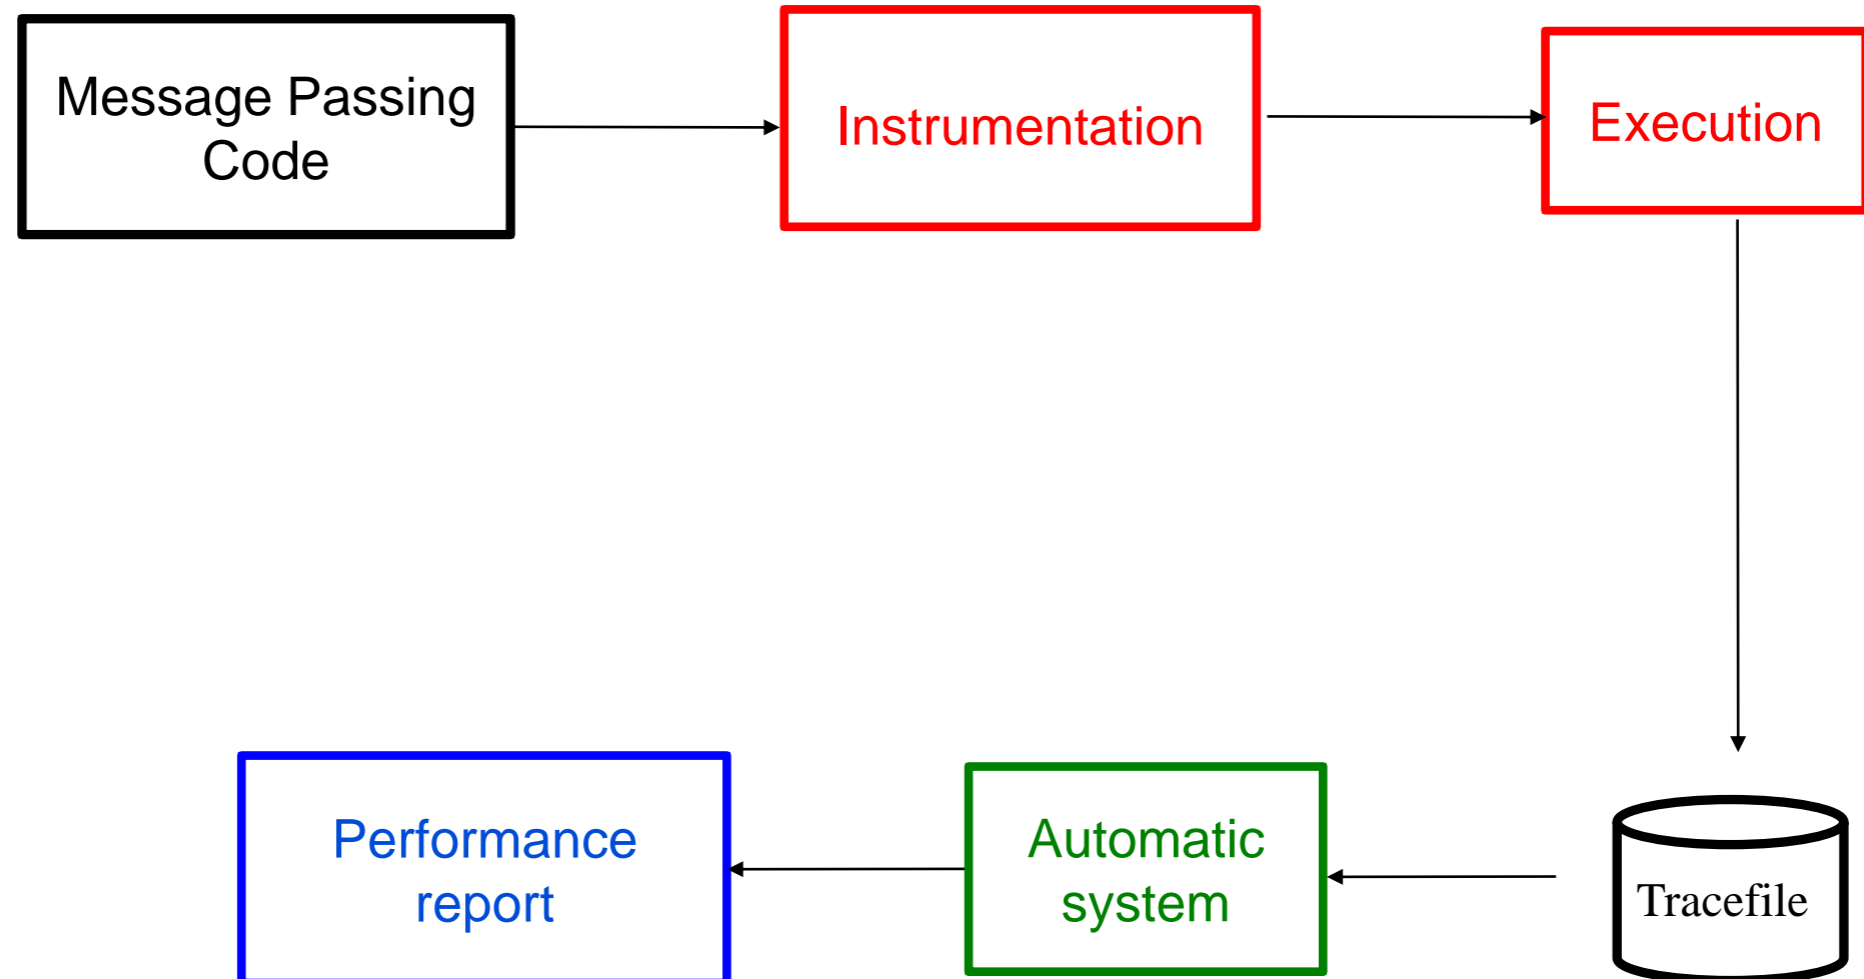 Message Passing
Code
Instrumentation
Execution
Performance
report
Automatic
system
Tracefile